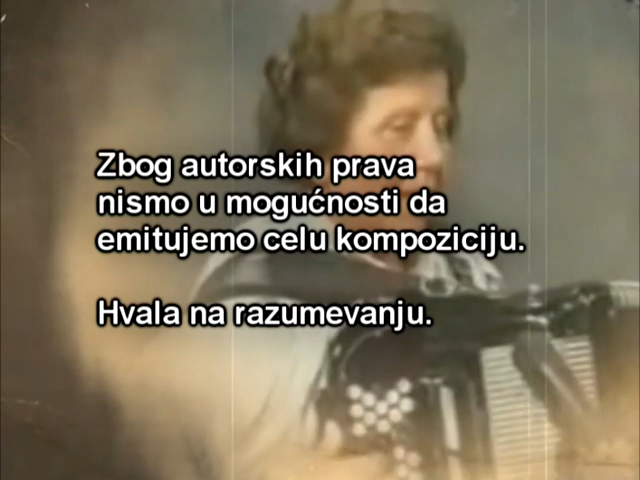 Zbog autorskih prava
nismo u mogućnosti da
emitujemo celu kompoziciju.
Hvala na razumevanju.